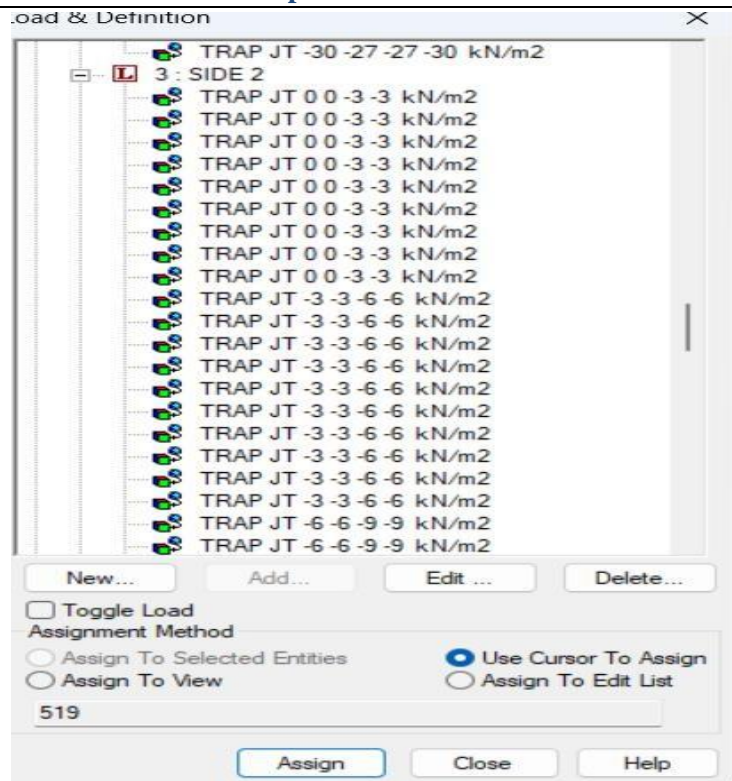 Load & Definition
TRAP JT -30 -27 -27 -30 kN/m2
L 3 : SIDE 2
TRAP JT 0 0 -3 -3 kN/m2
TRAP JT 0 0 -3 -3 kN/m2
TRAP JT 0 0 -3 -3 kN/m2
TRAP JT 0 0 -3 -3 kN/m2
TRAP JT 0 0 -3 -3 kN/m2
TRAP JT 0 0 -3 -3 kN/m2
TRAP JT 0 0 -3 -3 kN/m2
TRAP JT 0 0 -3 -3 kN/m2
TRAP JT 0 0 -3 -3 kN/m2
TRAP JT -3 -3 -6 -6 kN/m2
TRAP JT -3 -3 -6 -6 kN/m2
TRAP JT -3 -3 -6 -6 kN/m2
TRAP JT -3 -3 -6 -6 kN/m2
TRAP JT -3 -3 -6 -6 kN/m2
TRAP JT -3 -3 -6 -6 kN/m2
TRAP JT -3 -3 -6 -6 kN/m2
TRAP JT -3 -3 -6 -6 kN/m2
TRAP JT -3 -3 -6 -6 kN/m2
TRAP JT -3 -3 -6 -6 kN/m2
TRAP JT -6 -6 -9 -9 kN/m2
TRAP JT -6 -6 -9 -9 kN/m2
New... Add... Edit ... Delete...
Toggle Load
Assignment Method
Assign To Selected Entities Use Cursor To Assign
Assign To View Assign To Edit List
519
Assign Close Help